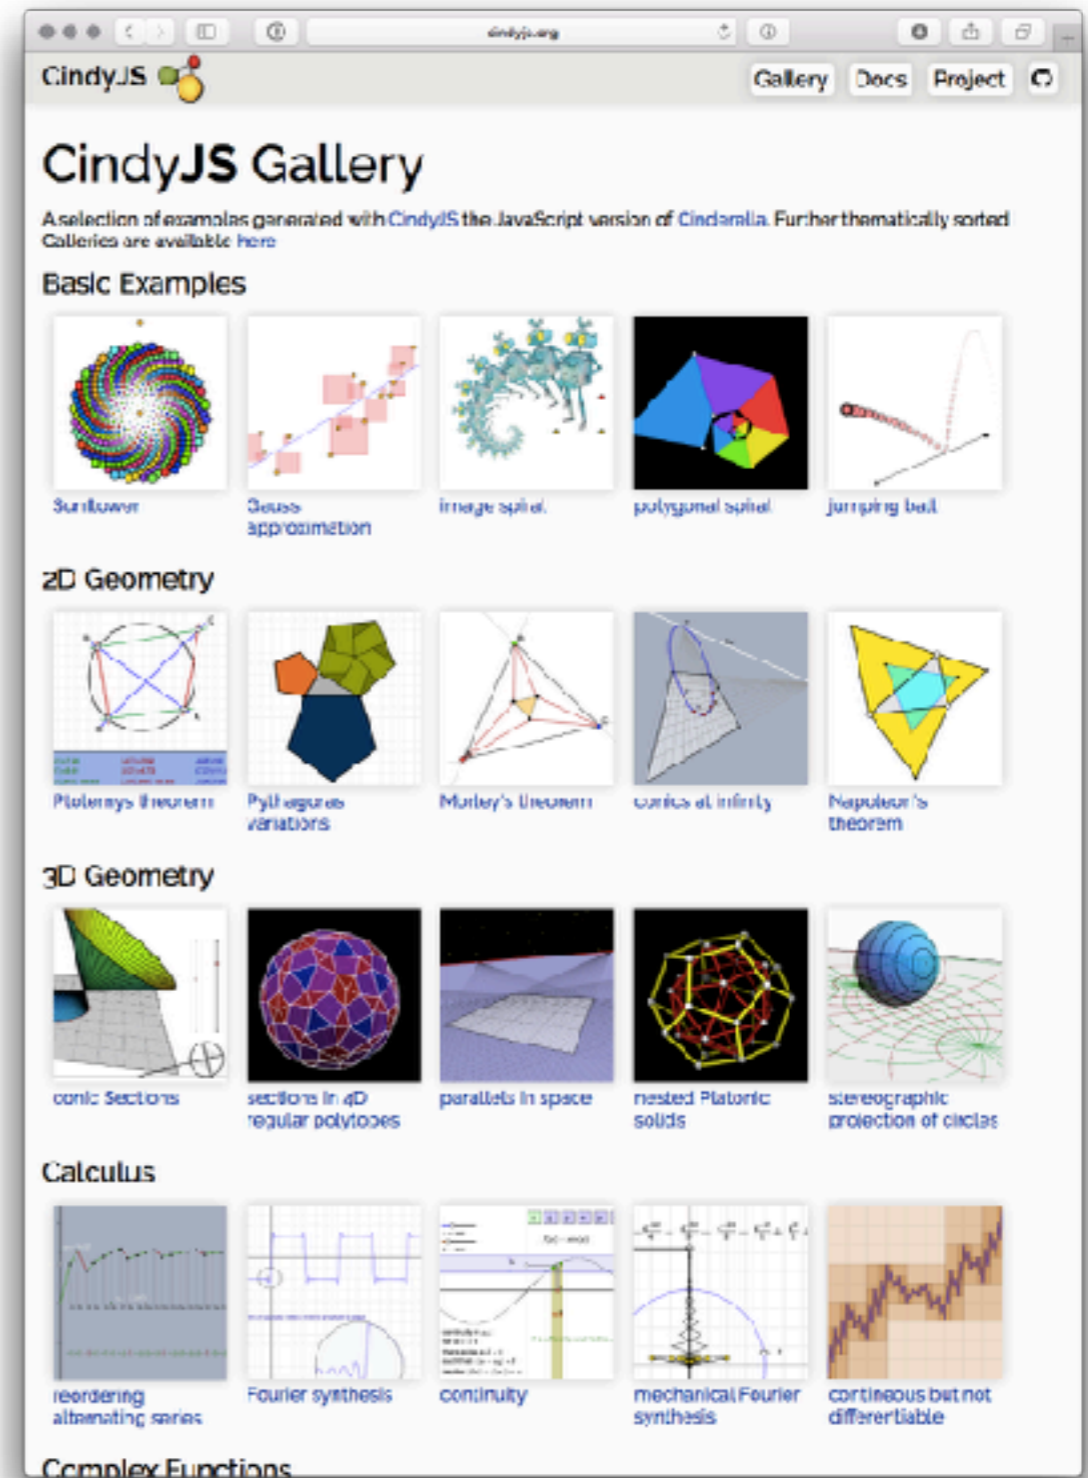 cindyjs.org
CindyJS
Gallery Docs Project
CindyJS Gallery
A selection of examples generated with CindyJS the JavaScript version of Cinderella. Further thematically sorted
Galleries are available here
Basic Examples
Sunflower
Gauss
approximation
image spiral
polygonal spiral
jumping ball
2D Geometry
Ptolemys theorem
Pythagoras
variations
Morley's theorem
conics at infinity
Napoleon's
theorem
3D Geometry
conic Sections
sections in 4D
regular polytopes
parallels in space
nested Platonic
solids
stereographic
projection of circles
Calculus
reordering
alternating series
Fourier synthesis
continuity
mechanical Fourier
synthesis
continuous but not
differentiable
Complex Functions